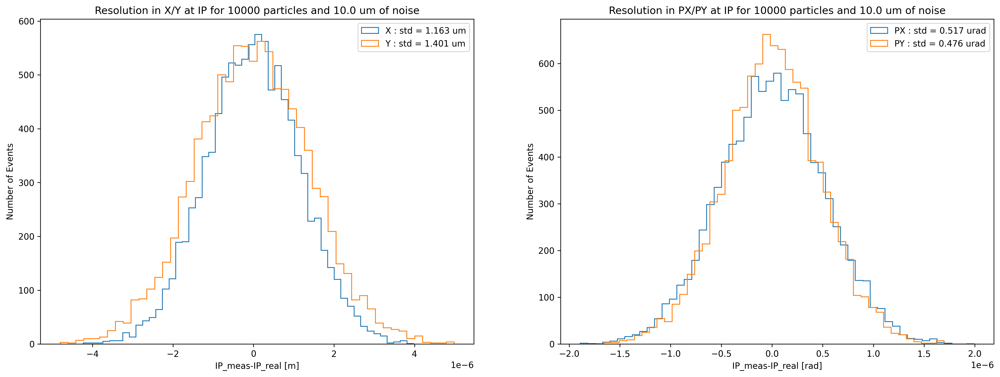 Resolution in X/Y at IP for 10000 particles and 10.0 um of noise
X : std = 1.163 um
Y : std = 1.401 um
Number of Events
600
500
400
300
200
100
0
−4 −2 0 2 4
IP_meas-IP_real [m]
1e−6
Resolution in PX/PY at IP for 10000 particles and 10.0 um of noise
PX : std = 0.517 urad
PY : std = 0.476 urad
Number of Events
600
500
400
300
200
100
0
−2.0 −1.5 −1.0 −0.5 0.0 0.5 1.0 1.5 2.0
IP_meas-IP_real [rad]
1e−6